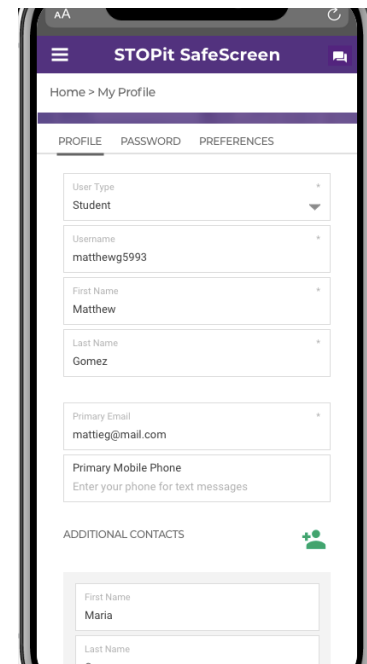 AA
STOPit SafeScreen
Home > My Profile
PROFILE PASSWORD PREFERENCES
User Type *
Student
Username *
matthewg5993
First Name *
Matthew
Last Name *
Gomez
Primary Email *
mattieg@mail.com
Primary Mobile Phone
Enter your phone for text messages
ADDITIONAL CONTACTS
First Name
Maria
Last Name